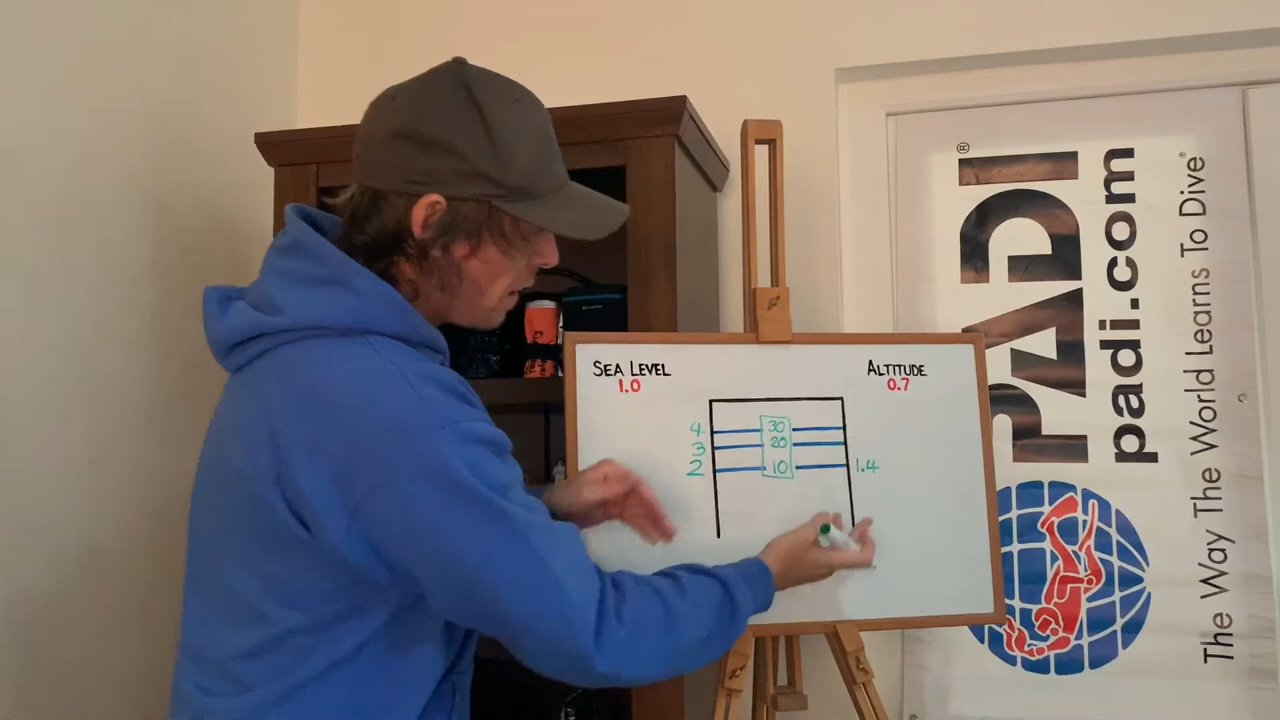 SEA LEVEL
1.0
ALTITUDE
0.7
4 30
3 20
2 10 1.4
PADI®
padi.com
The Way The World Learns To Dive®